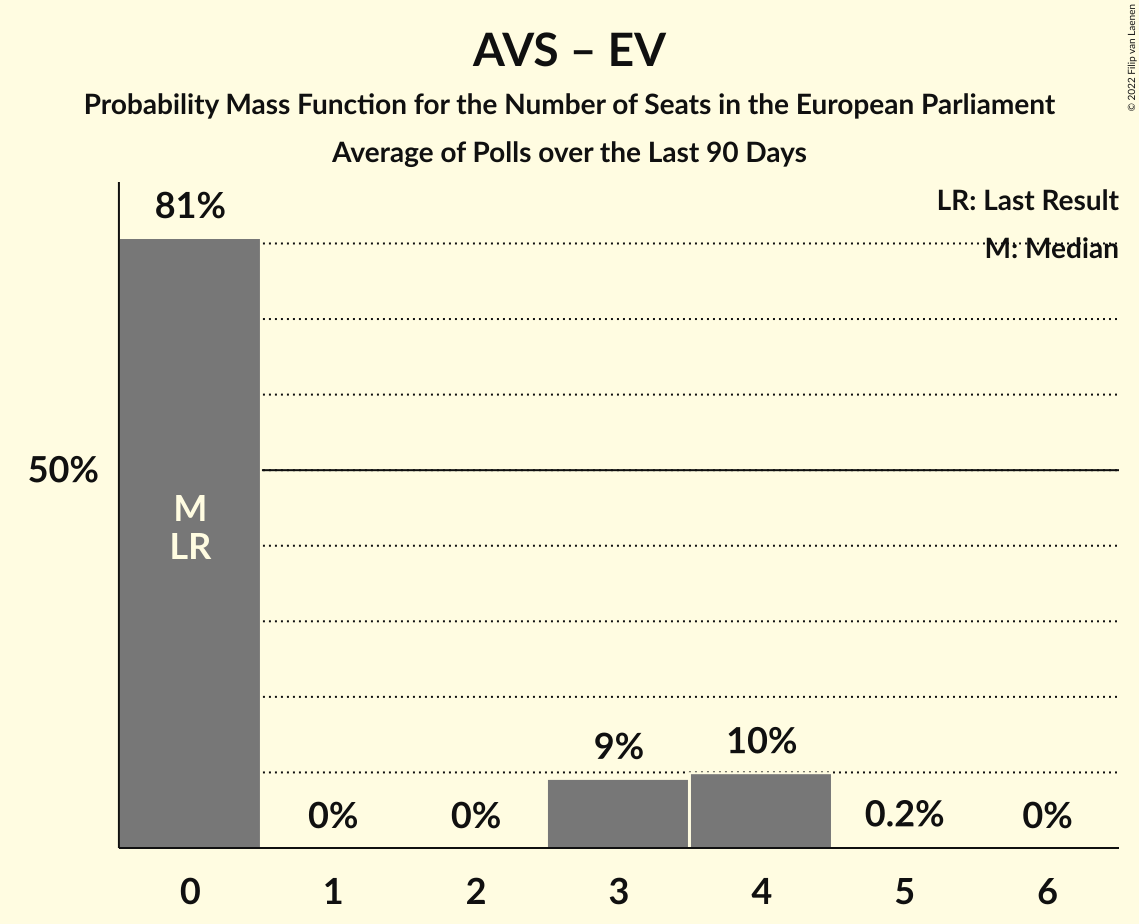 AVS – EV
Probability Mass Function for the Number of Seats in the European Parliament
Average of Polls over the Last 90 Days
© 2022 Filip van Laenen
LR: Last Result
M: Median
81%
50%
M
LR
0%
0%
9%
10%
0.2%
0%
0
1
2
3
4
5
6